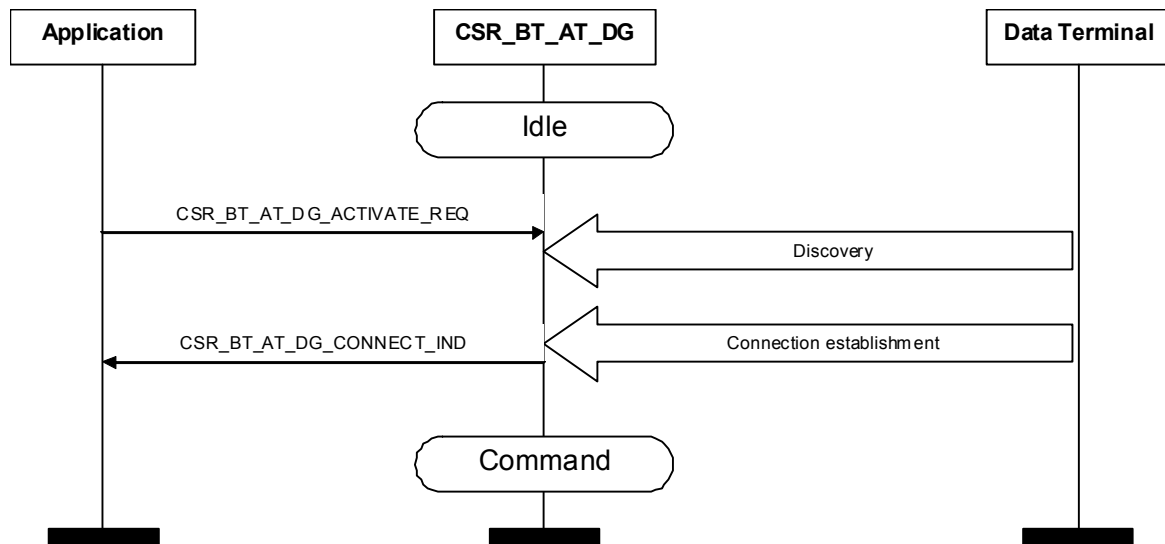 Application
CSR_BT_AT_DG
Data Terminal
Idle
CSR_BT_AT_DG_ACTIVATE_REQ
Discovery
CSR_BT_AT_DG_CONNECT_IND
Connection establishment
Command